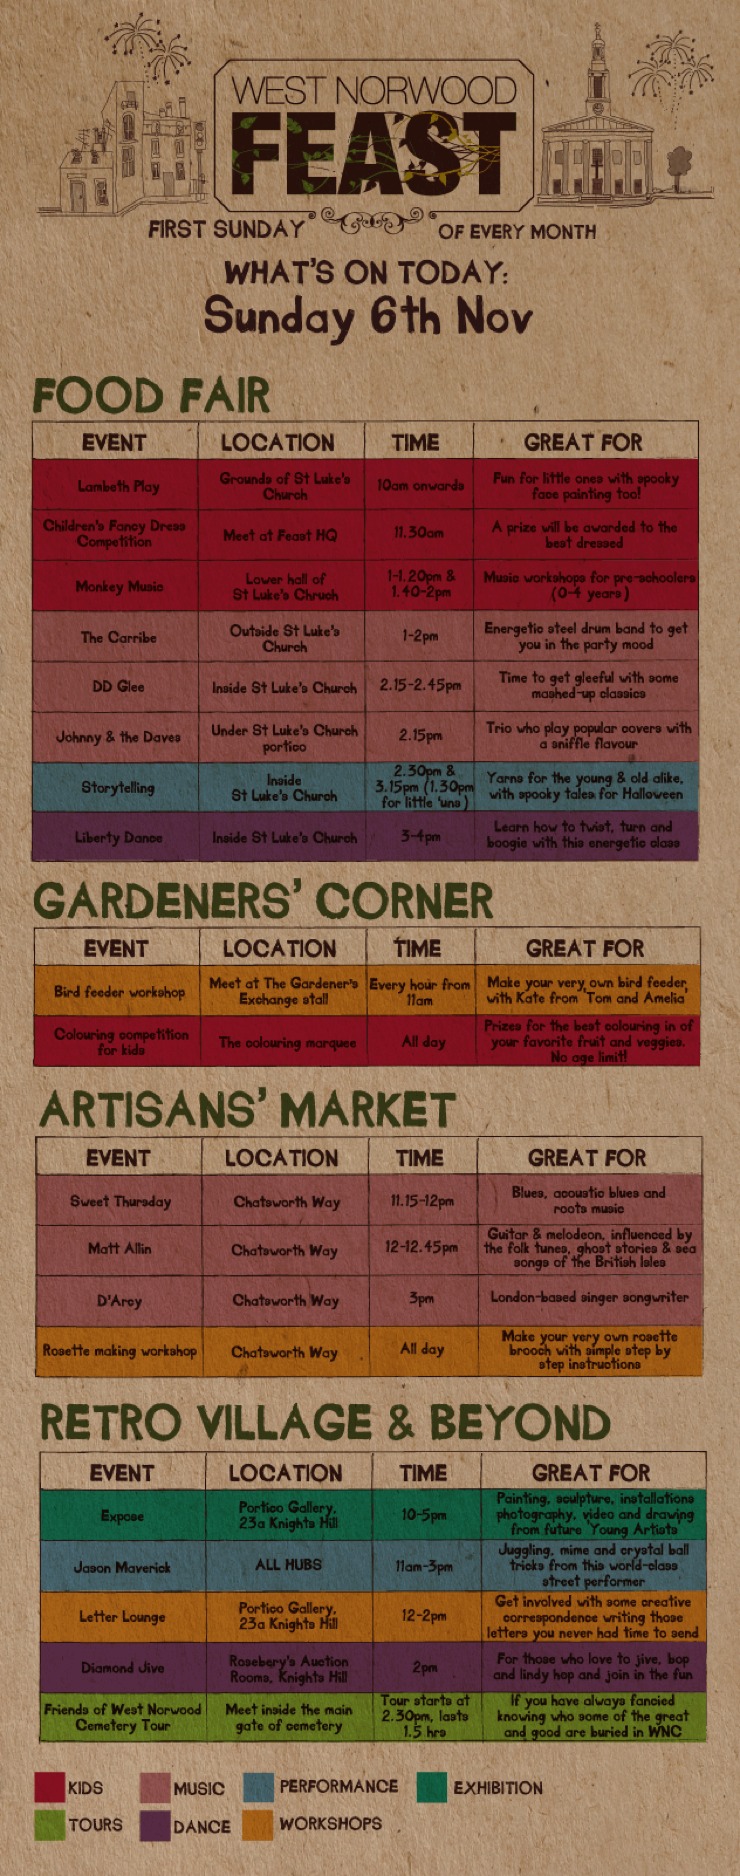 WEST NORWOOD
FEAST
FIRST SUNDAY OF EVERY MONTH
WHAT'S ON TODAY:
Sunday 6th Nov
FOOD FAIR
EVENT LOCATION TIME GREAT FOR
Lambeth Play
Grounds of St Luke's
Church
10am onwards
Fun for little ones with spooky
face painting too!
Children's Fancy Dress
Competition
Meet at Feast HQ
11.30am
A prize will be awarded to the
best dressed
Monkey Music
Lower hall of
St Luke's Chruch
1-1.20pm &
1.40-2pm
Music workshops for pre-schoolers
(0-4 years)
The Carribe
Outside St Luke's
Church
1-2pm
Energetic steel drum band to get
you in the party mood
DD Glee
Inside St Luke's Church
2.15-2.45pm
Time to get gleeful with some
mashed-up classics
Johnny & the Daves
Under St Luke's Church
portico
2.15pm
Trio who play popular covers with
a sniffle flavour
Storytelling
Inside
St Luke's Church
2.30pm &
3.15pm (1.30pm
for little 'uns)
Yarns for the young & old alike,
with spooky tales for Halloween
Liberty Dance
Inside St Luke's Church
3-4pm
Learn how to twist, turn and
boogie with this energetic class
GARDENERS' CORNER
EVENT LOCATION TIME GREAT FOR
Bird feeder workshop
Meet at The Gardener's
Exchange stall
Every hour from
11am
Make your very own bird feeder,
with Kate from 'Tom and Amelia'
Colouring competition
for kids
The colouring marquee
All day
Prizes for the best colouring in of
your favorite fruit and veggies.
No age limit!
ARTISANS' MARKET
EVENT LOCATION TIME GREAT FOR
Sweet Thursday
Chatsworth Way
11.15-12pm
Blues, acoustic blues and
roots music
Matt Allin
Chatsworth Way
12-12.45pm
Guitar & melodeon, influenced by
the folk tunes, ghost stories & sea
songs of the British Isles
D'Arcy
Chatsworth Way
3pm
London-based singer songwriter
Rosette making workshop
Chatsworth Way
All day
Make your very own rosette
brooch with simple step by
step instructions
RETRO VILLAGE & BEYOND
EVENT LOCATION TIME GREAT FOR
Expose
Portico Gallery,
23a Knights Hill
10-5pm
Painting, sculpture, installations
photography, video and drawing
from future 'Young Artists'
Jason Maverick
ALL HUBS
11am-3pm
Juggling, mime and crystal ball
tricks from this world-class
street performer
Letter Lounge
Portico Gallery,
23a Knights Hill
12-2pm
Get involved with some creative
correspondence writing those
letters you never had time to send
Diamond Jive
Rosebery's Auction
Rooms, Knights Hill
2pm
For those who love to jive, bop
and lindy hop and join in the fun
Friends of West Norwood
Cemetery Tour
Meet inside the main
gate of cemetery
Tour starts at
2.30pm, lasts
1.5 hrs
If you have always fancied
knowing who some of the great
and good are buried in WNC
KIDS MUSIC PERFORMANCE EXHIBITION
TOURS DANCE WORKSHOPS